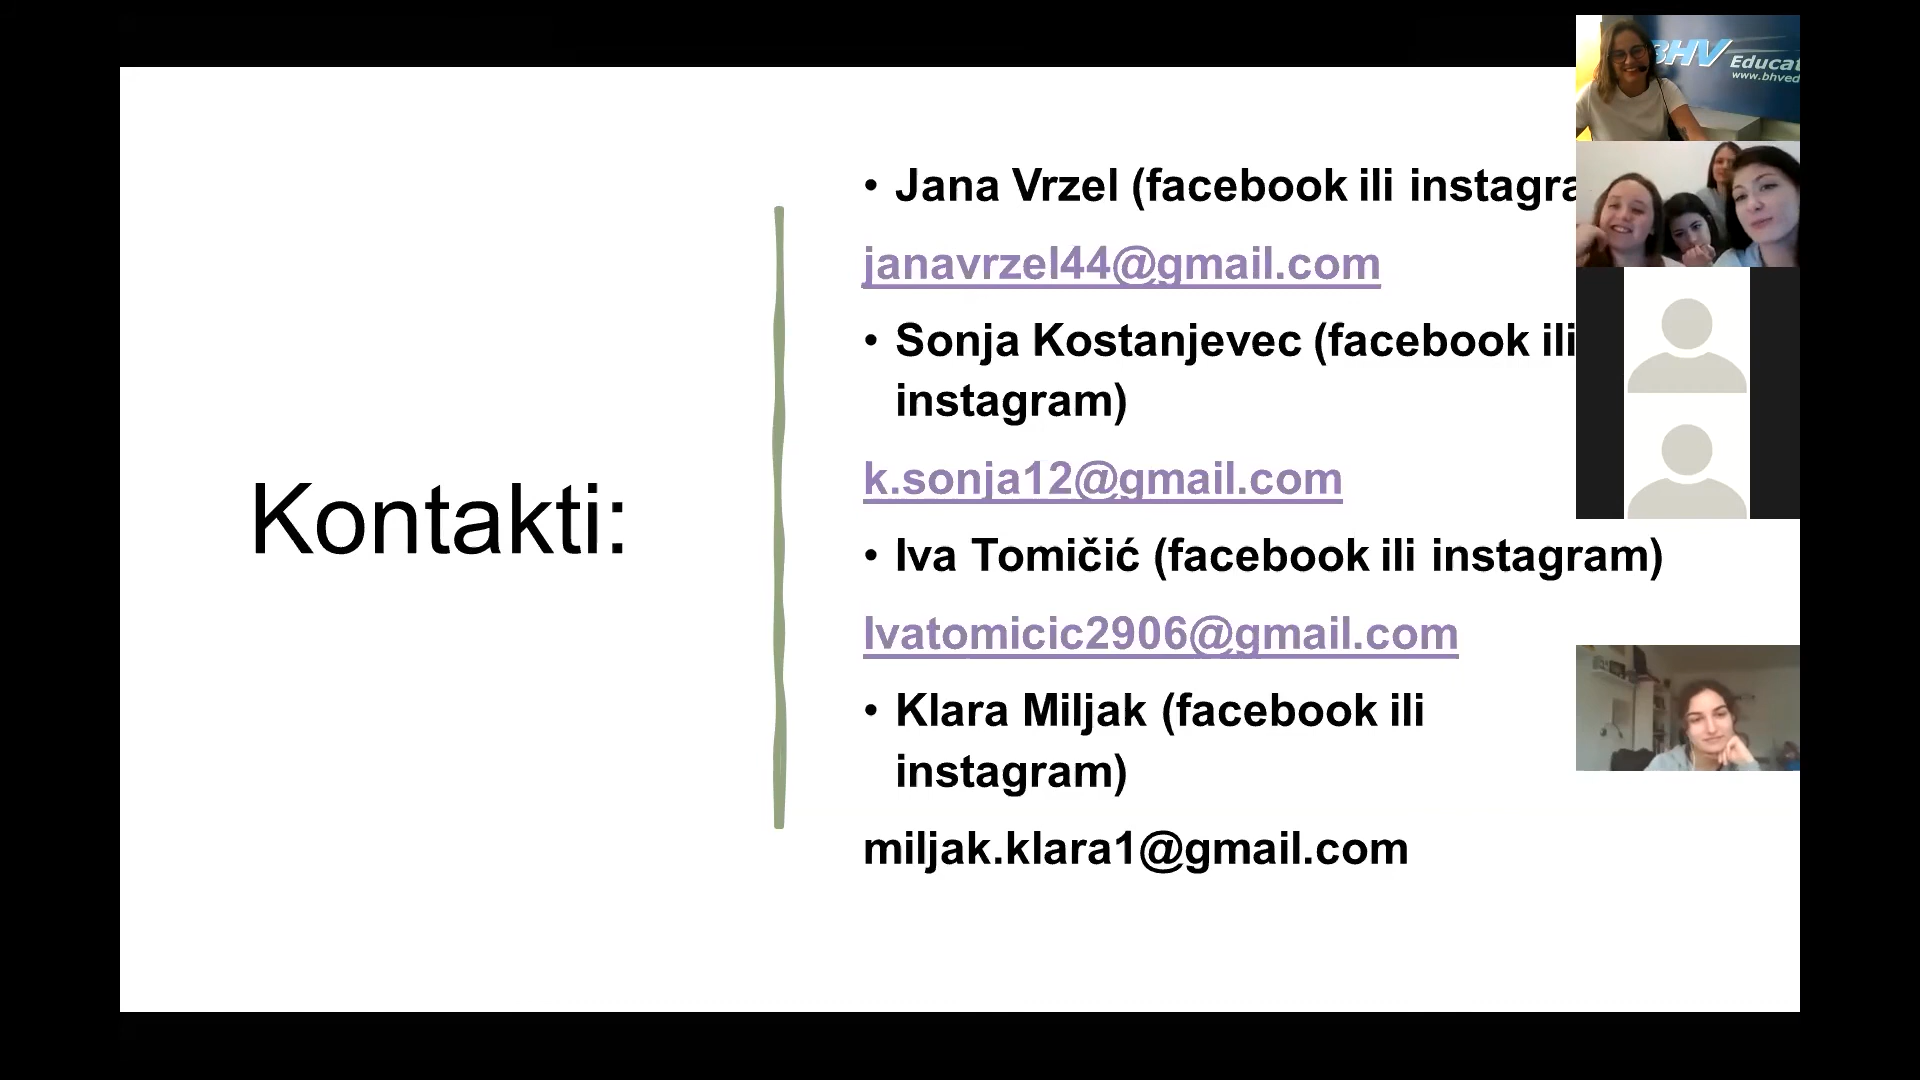 Kontakti:
• Jana Vrzel (facebook ili instagra
janavrzel44@gmail.com
• Sonja Kostanjevec (facebook ili
instagram)
k.sonja12@gmail.com
• Iva Tomičić (facebook ili instagram)
Ivatomicic2906@gmail.com
• Klara Miljak (facebook ili
instagram)
miljak.klara1@gmail.com
BHV
Educat
www.bhved